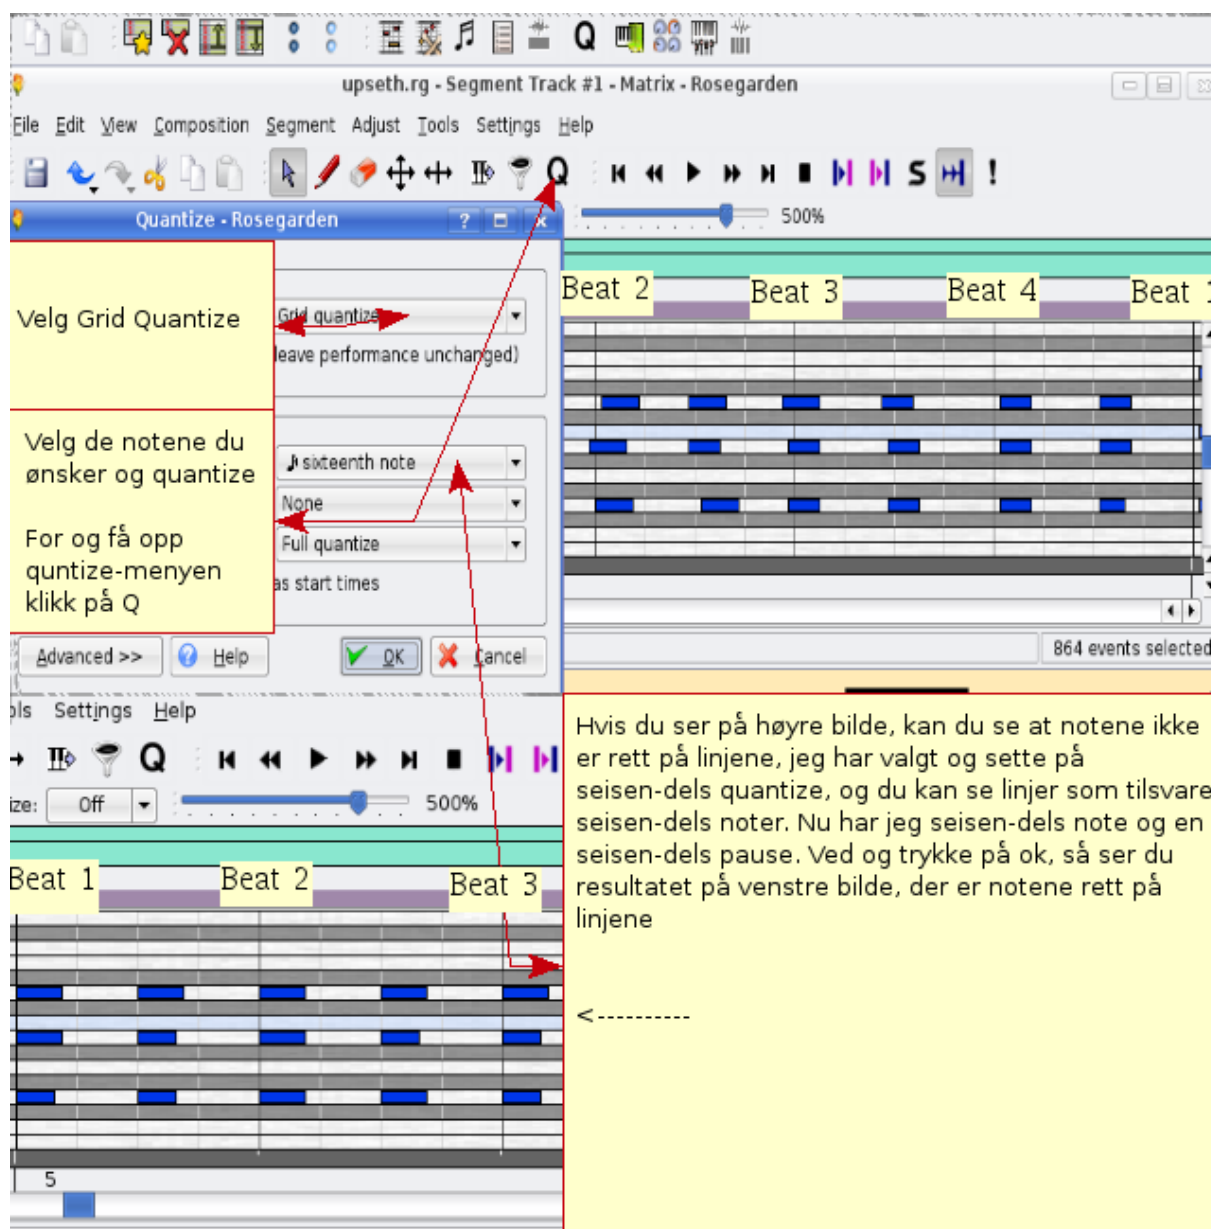 Q
upseth.rg - Segment Track #1 - Matrix - Rosegarden
File Edit View Composition Segment Adjust Tools Settings Help
Q S !
Quantize - Rosegarden ?
500%
Velg Grid Quantize
Grid quantize
leave performance unchanged)
Beat 2 Beat 3 Beat 4 Beat 1
Velg de notene du
ønsker og quantize
For og få opp
quntize-menyen
klikk på Q
sixteenth note
None
Full quantize
as start times
Advanced >> Help OK Cancel
864 events selected
ols Settings Help
Q
ize: Off 500%
Beat 1 Beat 2 Beat 3
5
Hvis du ser på høyre bilde, kan du se at notene ikke
er rett på linjene, jeg har valgt og sette på
seisen-dels quantize, og du kan se linjer som tilsvare
seisen-dels noter. Nu har jeg seisen-dels note og en
seisen-dels pause. Ved og trykke på ok, så ser du
resultatet på venstre bilde, der er notene rett på
linjene
<----------